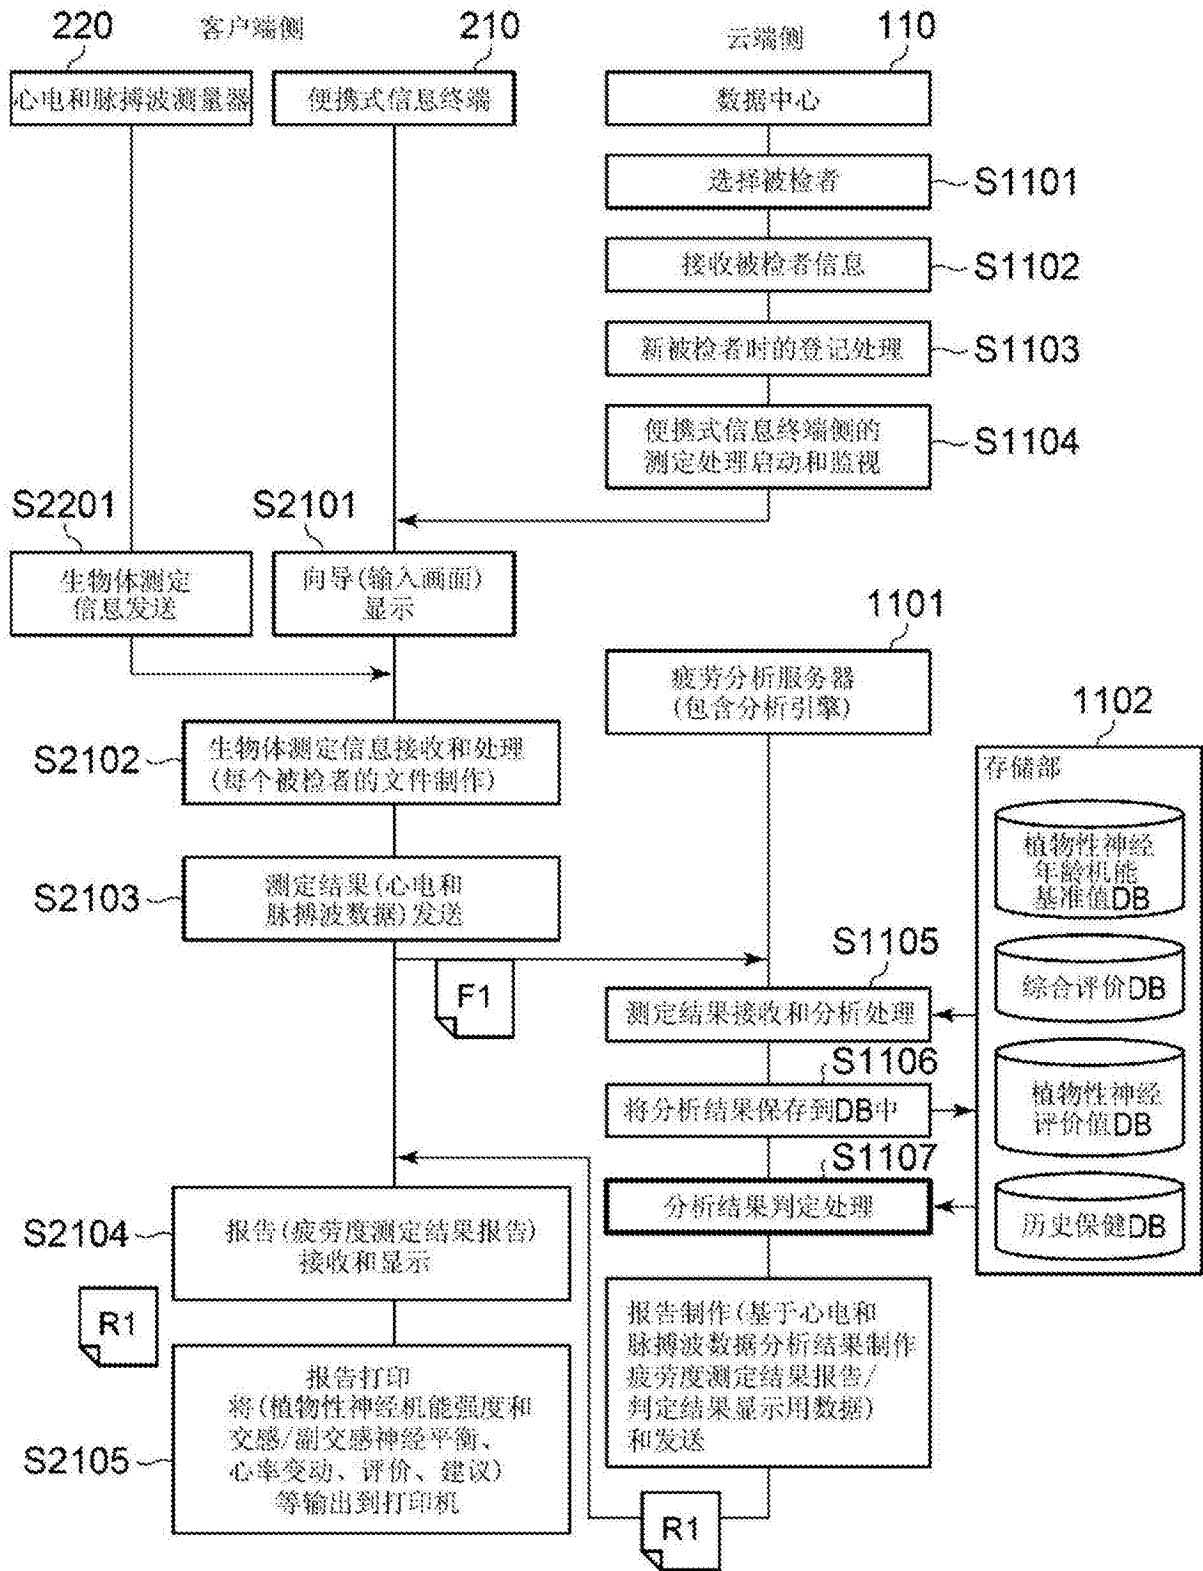 220
客户端侧
210
云端侧
110
心电和脉搏波测量器
便携式信息终端
数据中心
选择被检者
S1101
接收被检者信息
S1102
新被检者时的登记处理
S1103
便携式信息终端侧的
测定处理启动和监视
S1104
S2201
S2101
生物体测定
信息发送
向导(输入画面)
显示
1101
疲劳分析服务器
(包含分析引擎)
1102
存储部
S2102
生物体测定信息接收和处理
(每个被检者的文件制作)
植物性神经
年龄机能
基准值DB
S2103
测定结果(心电和
脉搏波数据)发送
S1105
F1
测定结果接收和分析处理
综合评价DB
S1106
将分析结果保存到DB中
植物性神经
评价值DB
S1107
分析结果判定处理
历史保健DB
S2104
报告(疲劳度测定结果报告)
接收和显示
R1
报告制作(基于心电和
脉搏波数据分析结果制作
疲劳度测定结果报告/
判定结果显示用数据)
和发送
S2105
报告打印
将(植物性神经机能强度和
交感/副交感神经平衡、
心率变动、评价、建议)
等输出到打印机
R1